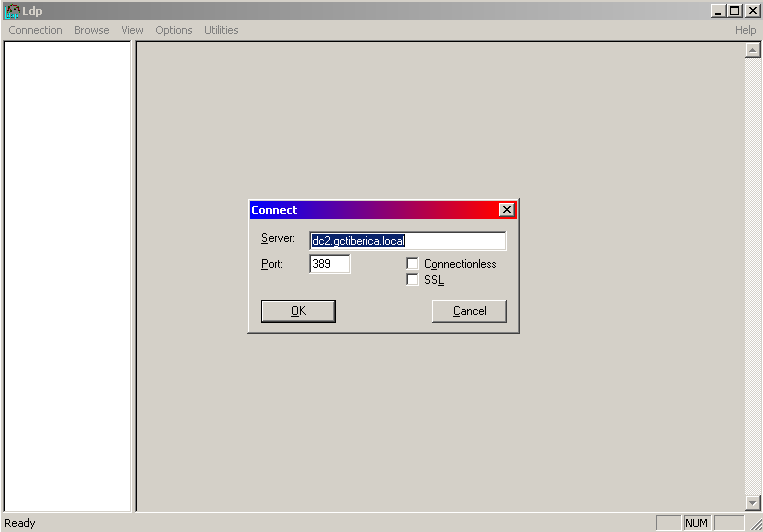 Ldp
Connection Browse View Options Utilities Help
Connect
Server: dc2.gctiberica.local
Port: 389 Connectionless
SSL
OK Cancel
Ready NUM